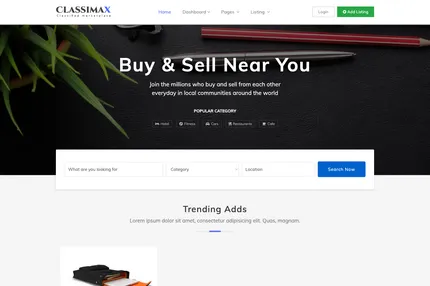 CLASSIMAX
Classified marketplace
Home
Dashboard
Pages
Listing
Login
Add Listing
Buy & Sell Near You
Join the millions who buy and sell from each other
everyday in local communities around the world
POPULAR CATEGORY
Hotel
Fitness
Cars
Restaurants
Cafe
What are you looking for
Category
Location
Search Now
Trending Adds
Lorem ipsum dolor sit amet, consectetur adipisicing elit. Quas, magnam.